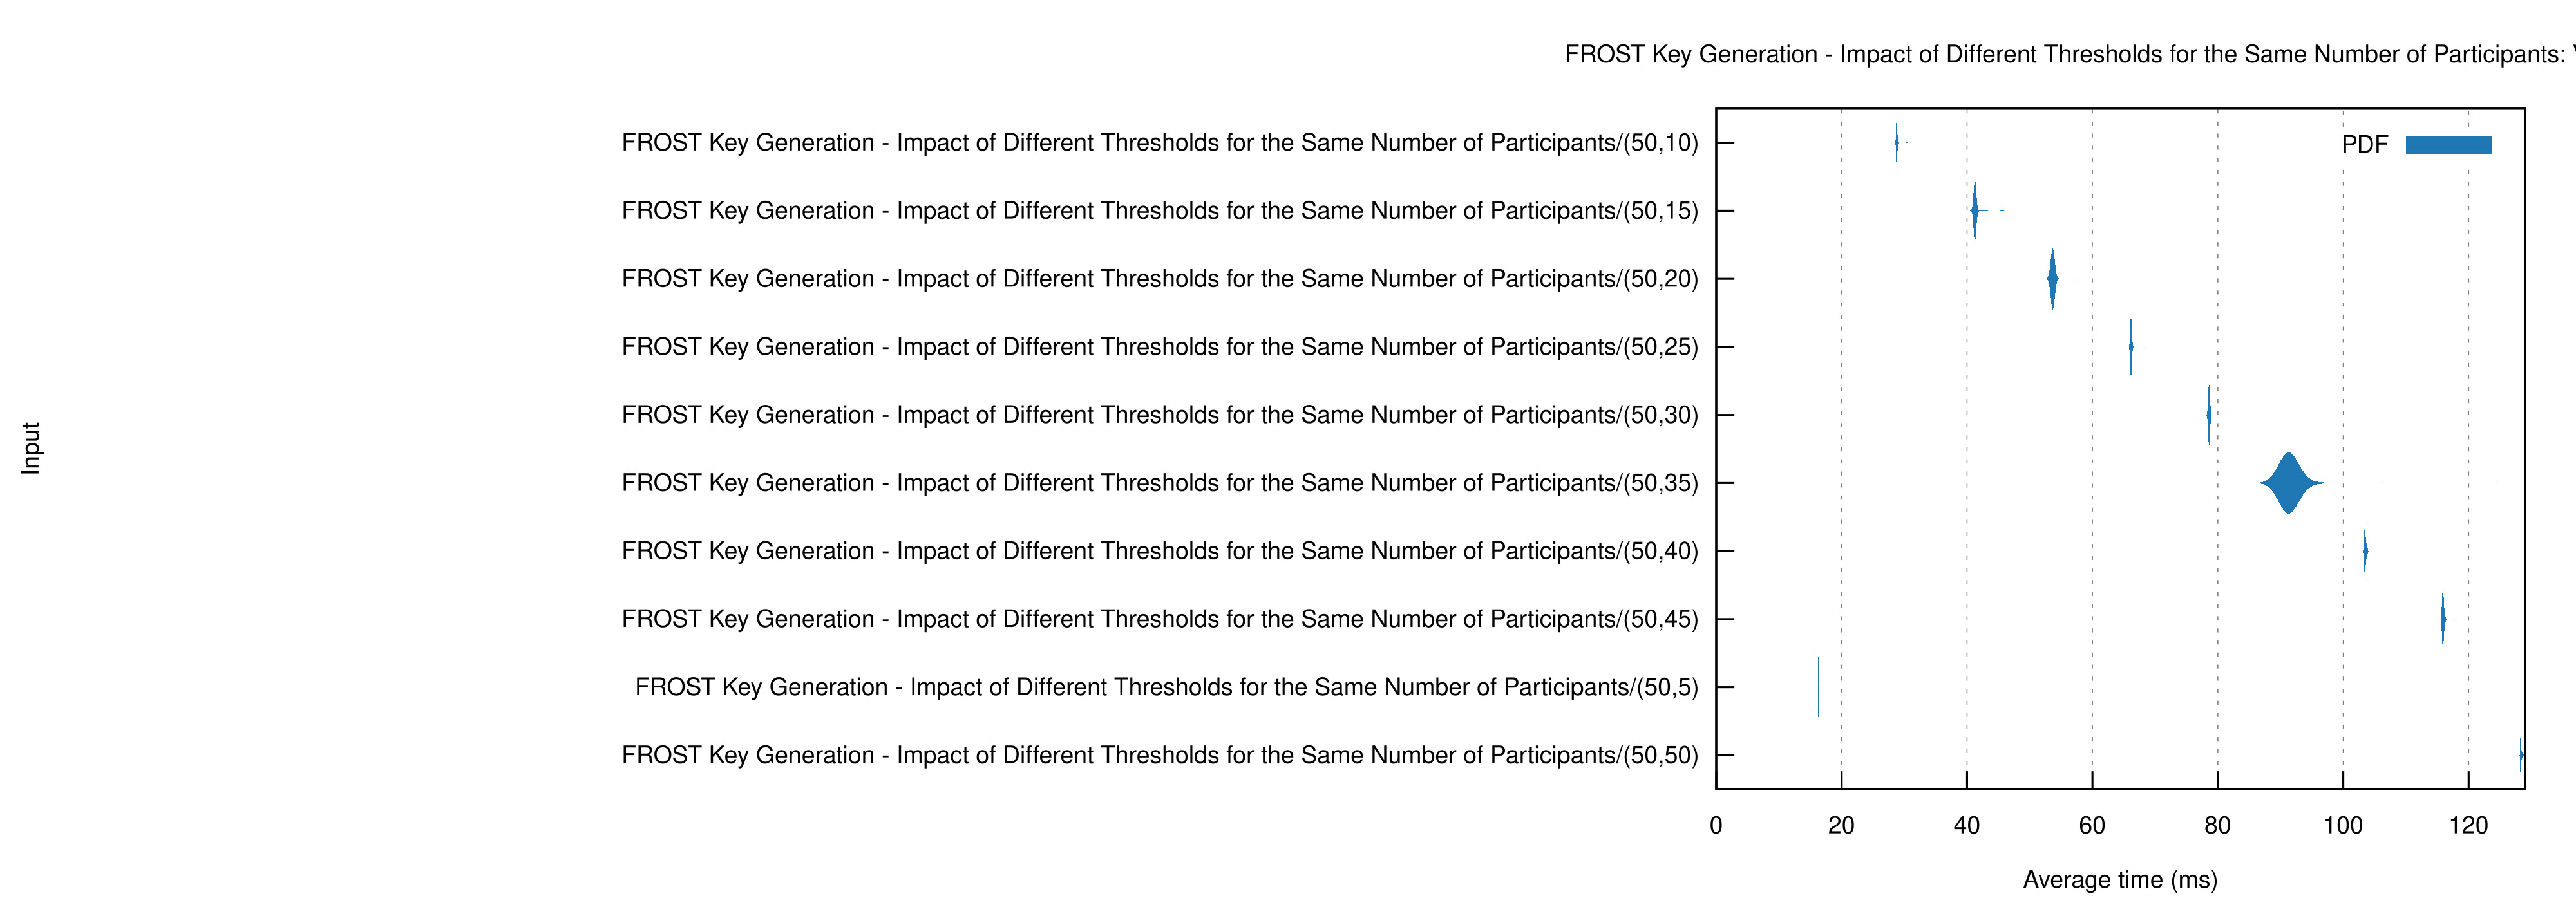 FROST Key Generation - Impact of Different Thresholds for the Same Number of Participants:
FROST Key Generation - Impact of Different Thresholds for the Same Number of Participants/(50,10)
PDF
FROST Key Generation - Impact of Different Thresholds for the Same Number of Participants/(50,15)
FROST Key Generation - Impact of Different Thresholds for the Same Number of Participants/(50,20)
FROST Key Generation - Impact of Different Thresholds for the Same Number of Participants/(50,25)
FROST Key Generation - Impact of Different Thresholds for the Same Number of Participants/(50,30)
Input
FROST Key Generation - Impact of Different Thresholds for the Same Number of Participants/(50,35)
FROST Key Generation - Impact of Different Thresholds for the Same Number of Participants/(50,40)
FROST Key Generation - Impact of Different Thresholds for the Same Number of Participants/(50,45)
FROST Key Generation - Impact of Different Thresholds for the Same Number of Participants/(50,5)
FROST Key Generation - Impact of Different Thresholds for the Same Number of Participants/(50,50)
0 20 40 60 80 100 120
Average time (ms)